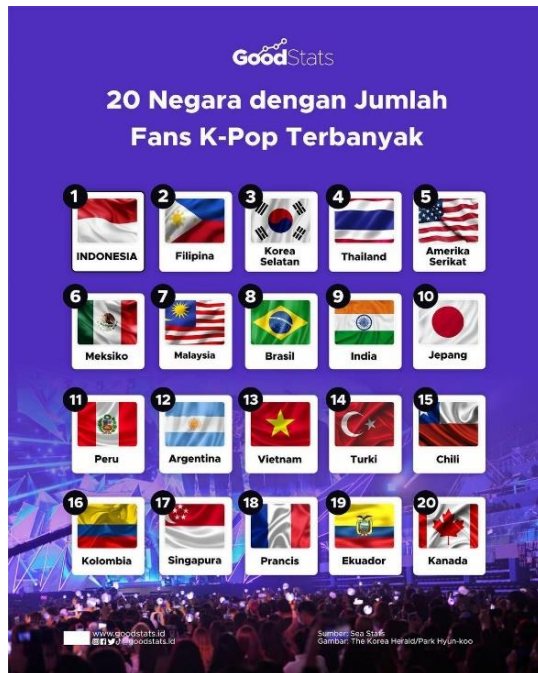 GoodStats
20 Negara dengan Jumlah
Fans K-Pop Terbanyak
1
INDONESIA
2
Filipina
3
Korea
Selatan
4
Thailand
5
Amerika
Serikat
6
Meksiko
7
Malaysia
8
Brasil
9
India
10
Jepang
11
Peru
12
Argentina
13
Vietnam
14
Turki
15
Chili
16
Kolombia
17
Singapura
18
Prancis
19
Ekuador
20
Kanada
www.goodstats.id
goodstats.id
Sumber: Sea Stats
Gambar: The Korea Herald/Park Hyun-koo